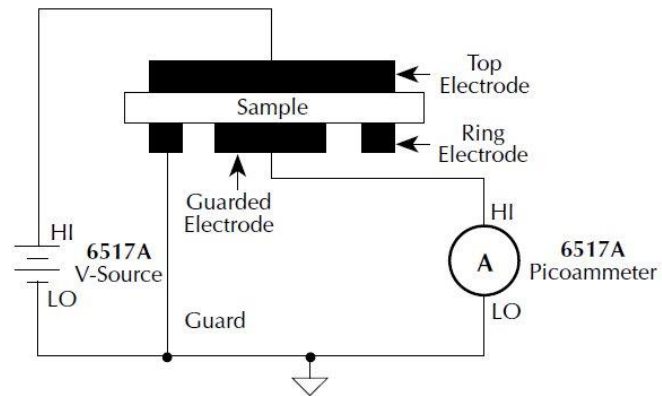 Top
Electrode
Sample
Ring
Electrode
Guarded
Electrode
HI
6517A
V-Source
LO
Guard
HI
A
6517A
Picoammeter
LO